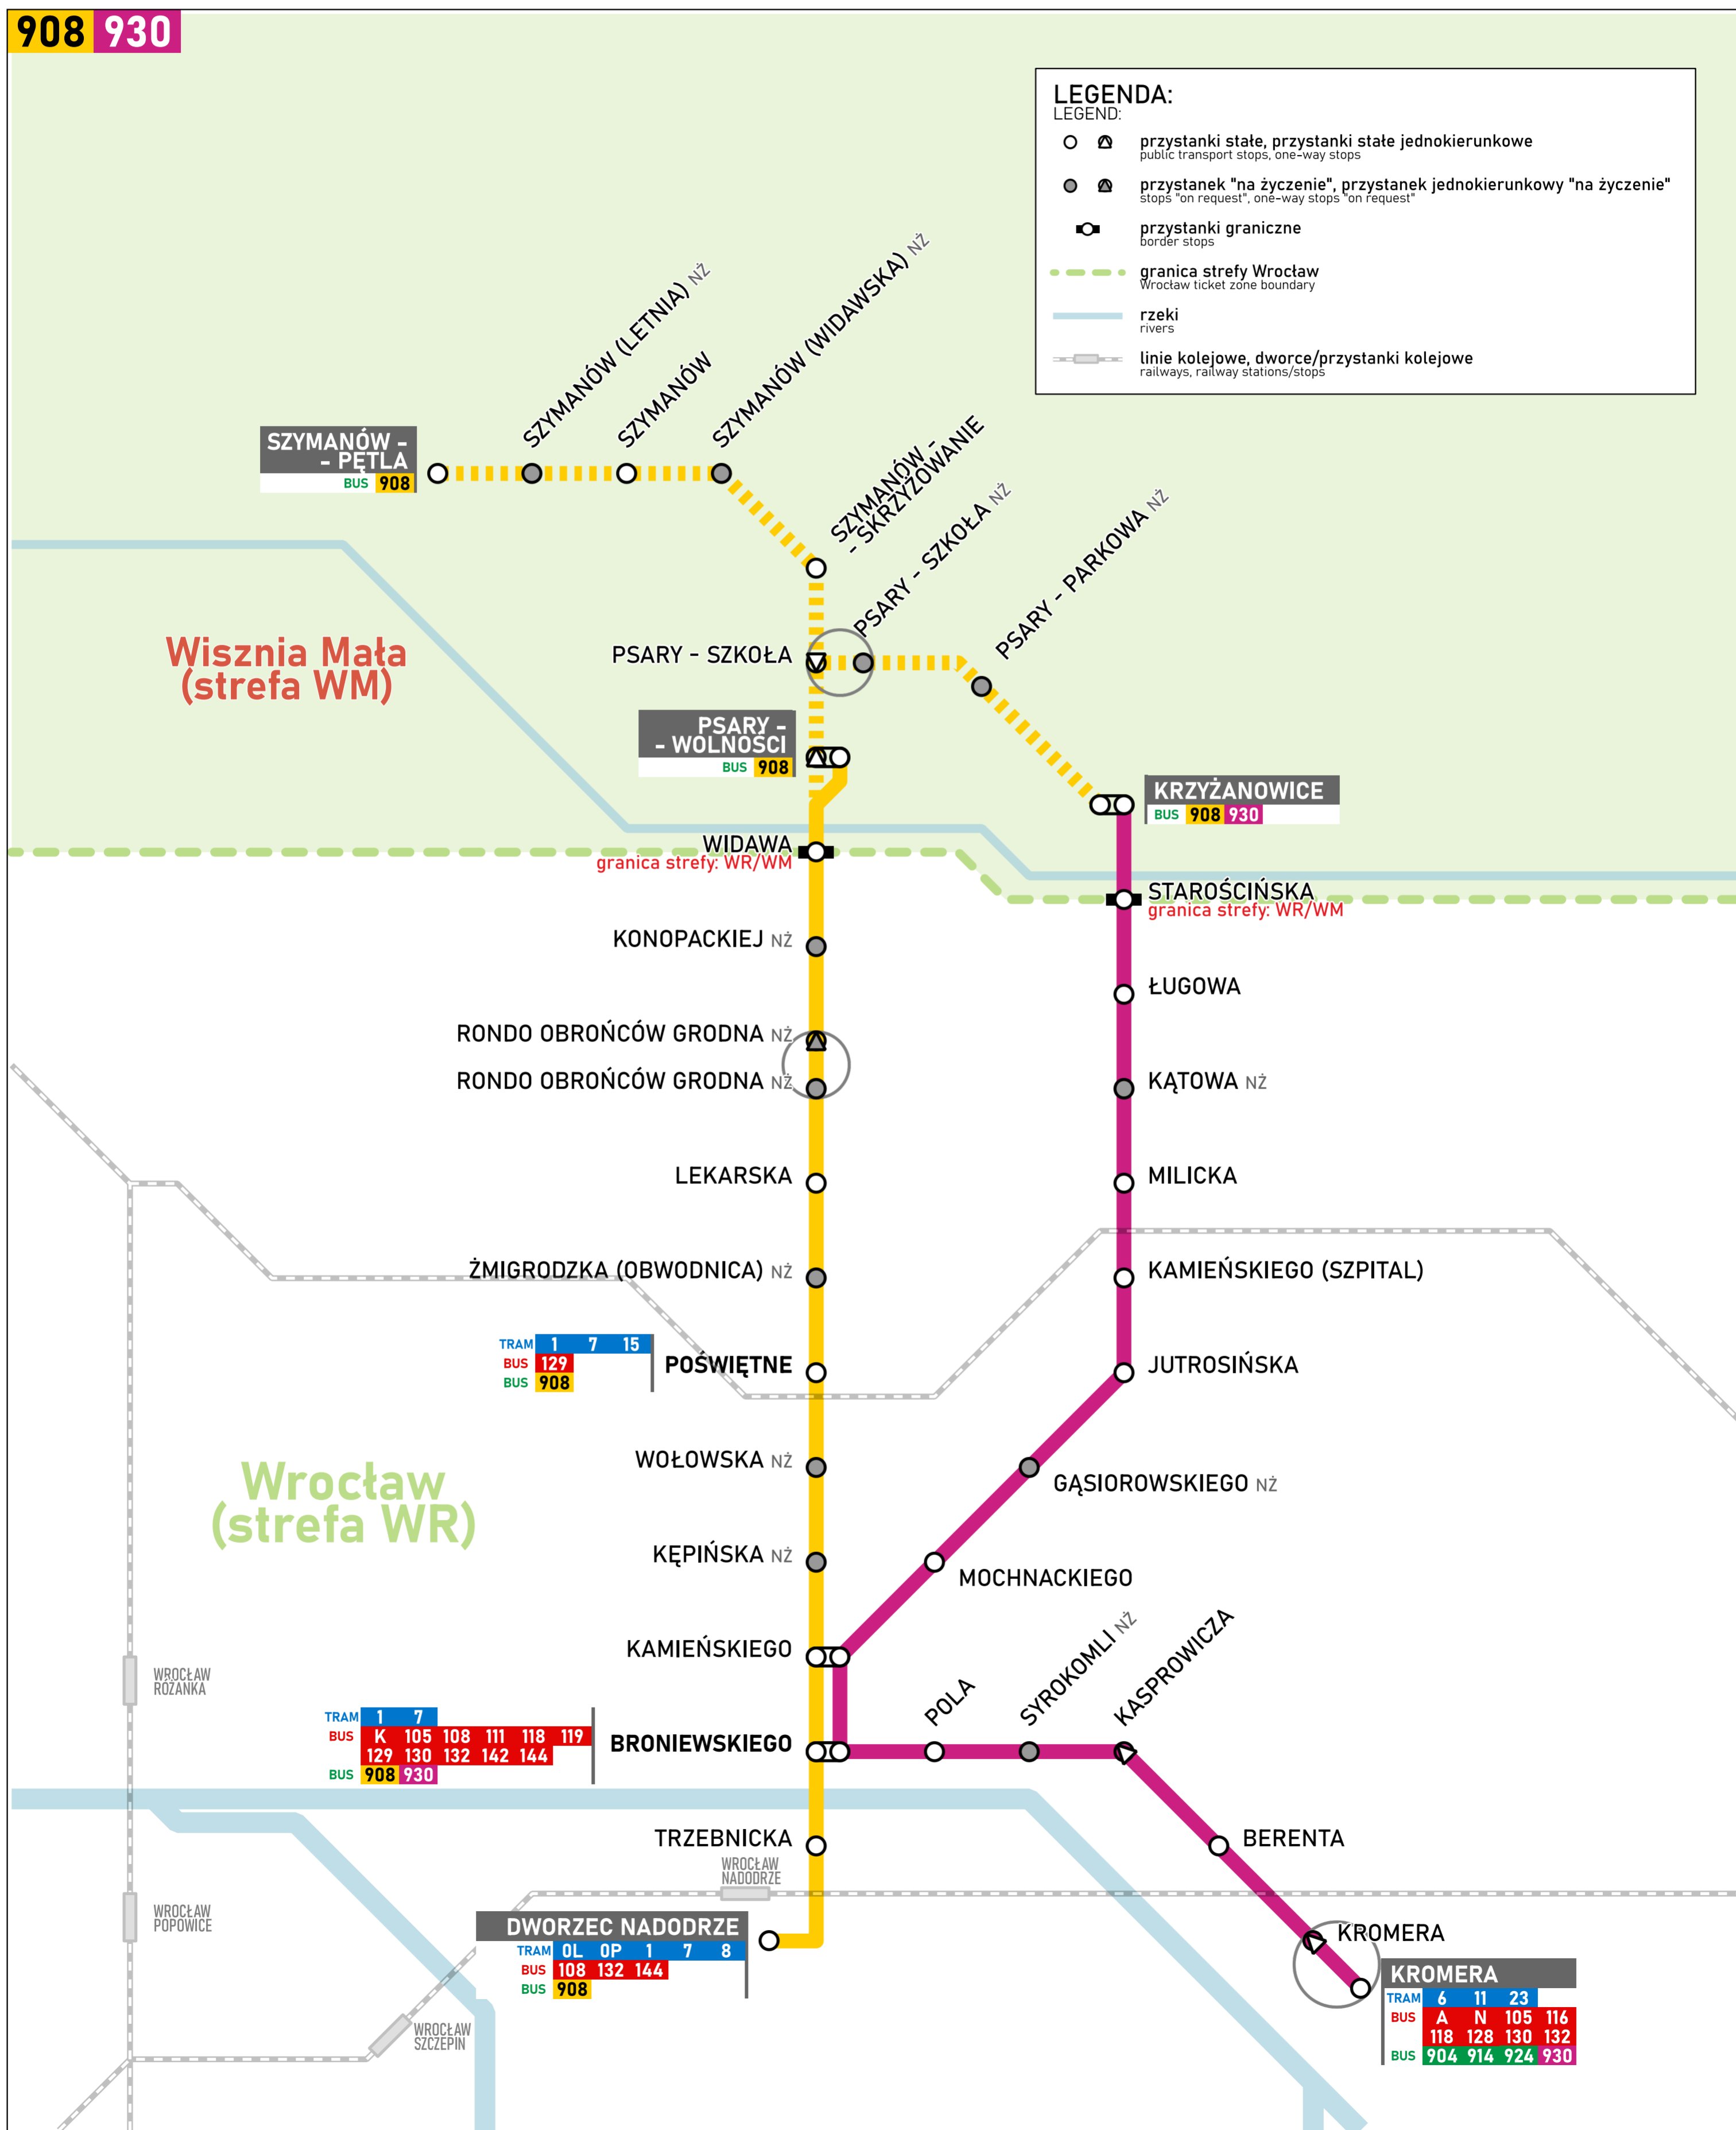 908 930
LEGENDA:
LEGEND:
przystanki stałe, przystanki stałe jednokierunkowe
public transport stops, one-way stops
przystanek "na życzenie", przystanek jednokierunkowy "na życzenie"
stops "on request", one-way stops "on request"
przystanki graniczne
border stops
granica strefy Wrocław
Wrocław ticket zone boundary
rzeki
rivers
linie kolejowe, dworce/przystanki kolejowe
railways, railway stations/stops
SZYMANÓW -
- PĘTLA
BUS 908
SZYMANÓW (LETNIA) NŻ
SZYMANÓW
SZYMANÓW (WIDAWSKA) NŻ
SZYMANÓW -
- SKRZYŻOWANIE
PSARY - SZKOŁA NŻ
PSARY - PARKOWA NŻ
Wisznia Mała
(strefa WM)
PSARY - SZKOŁA
PSARY -
- WOLNOŚCI
BUS 908
KRZYŻANOWICE
BUS 908 930
WIDAWA
granica strefy: WR/WM
STAROŚCIŃSKA
granica strefy: WR/WM
KONOPACKIEJ NŻ
ŁUGOWA
RONDO OBROŃCÓW GRODNA NŻ
RONDO OBROŃCÓW GRODNA NŻ
KĄTOWA NŻ
LEKARSKA
MILICKA
ŻMIGRODZKA (OBWODNICA) NŻ
KAMIEŃSKIEGO (SZPITAL)
TRAM 1 7 15
BUS 129
BUS 908
POŚWIĘTNE
JUTROSIŃSKA
WOŁOWSKA NŻ
GĄSIOROWSKIEGO NŻ
Wrocław
(strefa WR)
KĘPIŃSKA NŻ
MOCHNACKIEGO
KAMIEŃSKIEGO
WROCŁAW
RÓŻANKA
POLA
SYROKOMLI NŻ
KASPROWICZA
TRAM 1 7
BUS K 105 108 111 118 119
129 130 132 142 144
BUS 908 930
BRONIEWSKIEGO
TRZEBNICKA
BERENTA
WROCŁAW
NADODRZE
WROCŁAW
POPOWICE
DWORZEC NADODRZE
TRAM 0L 0P 1 7 8
BUS 108 132 144
BUS 908
KROMERA
KROMERA
TRAM 6 11 23
BUS A N 105 116
118 128 130 132
BUS 904 914 924 930
WROCŁAW
SZCZEPIN